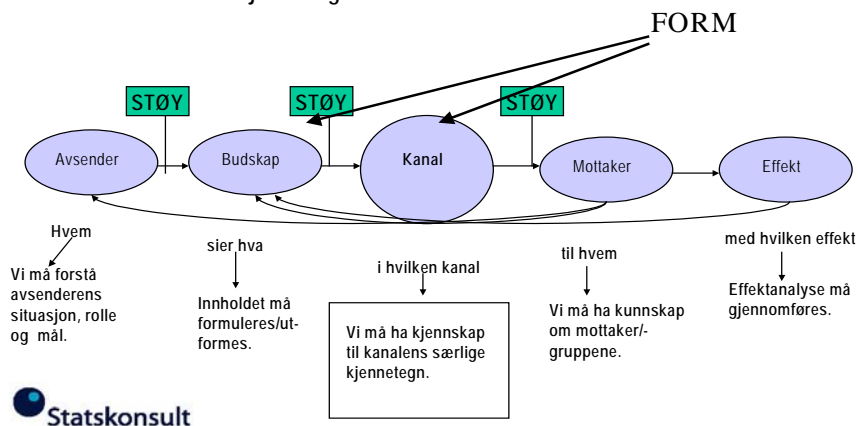 FORM
STØY
STØY
STØY
Avsender
Budskap
Kanal
Mottaker
Effekt
Hvem
sier hva
i hvilken kanal
til hvem
med hvilken effekt
Vi må forstå
avsenderens
situasjon, rolle
og mål.
Innholdet må
formuleres/ut-
formes.
Vi må ha kjennskap
til kanalens særlige
kjennetegn.
Vi må ha kunnskap
om mottaker/-
gruppene.
Effektanalyse må
gjennomføres.
Statskonsult